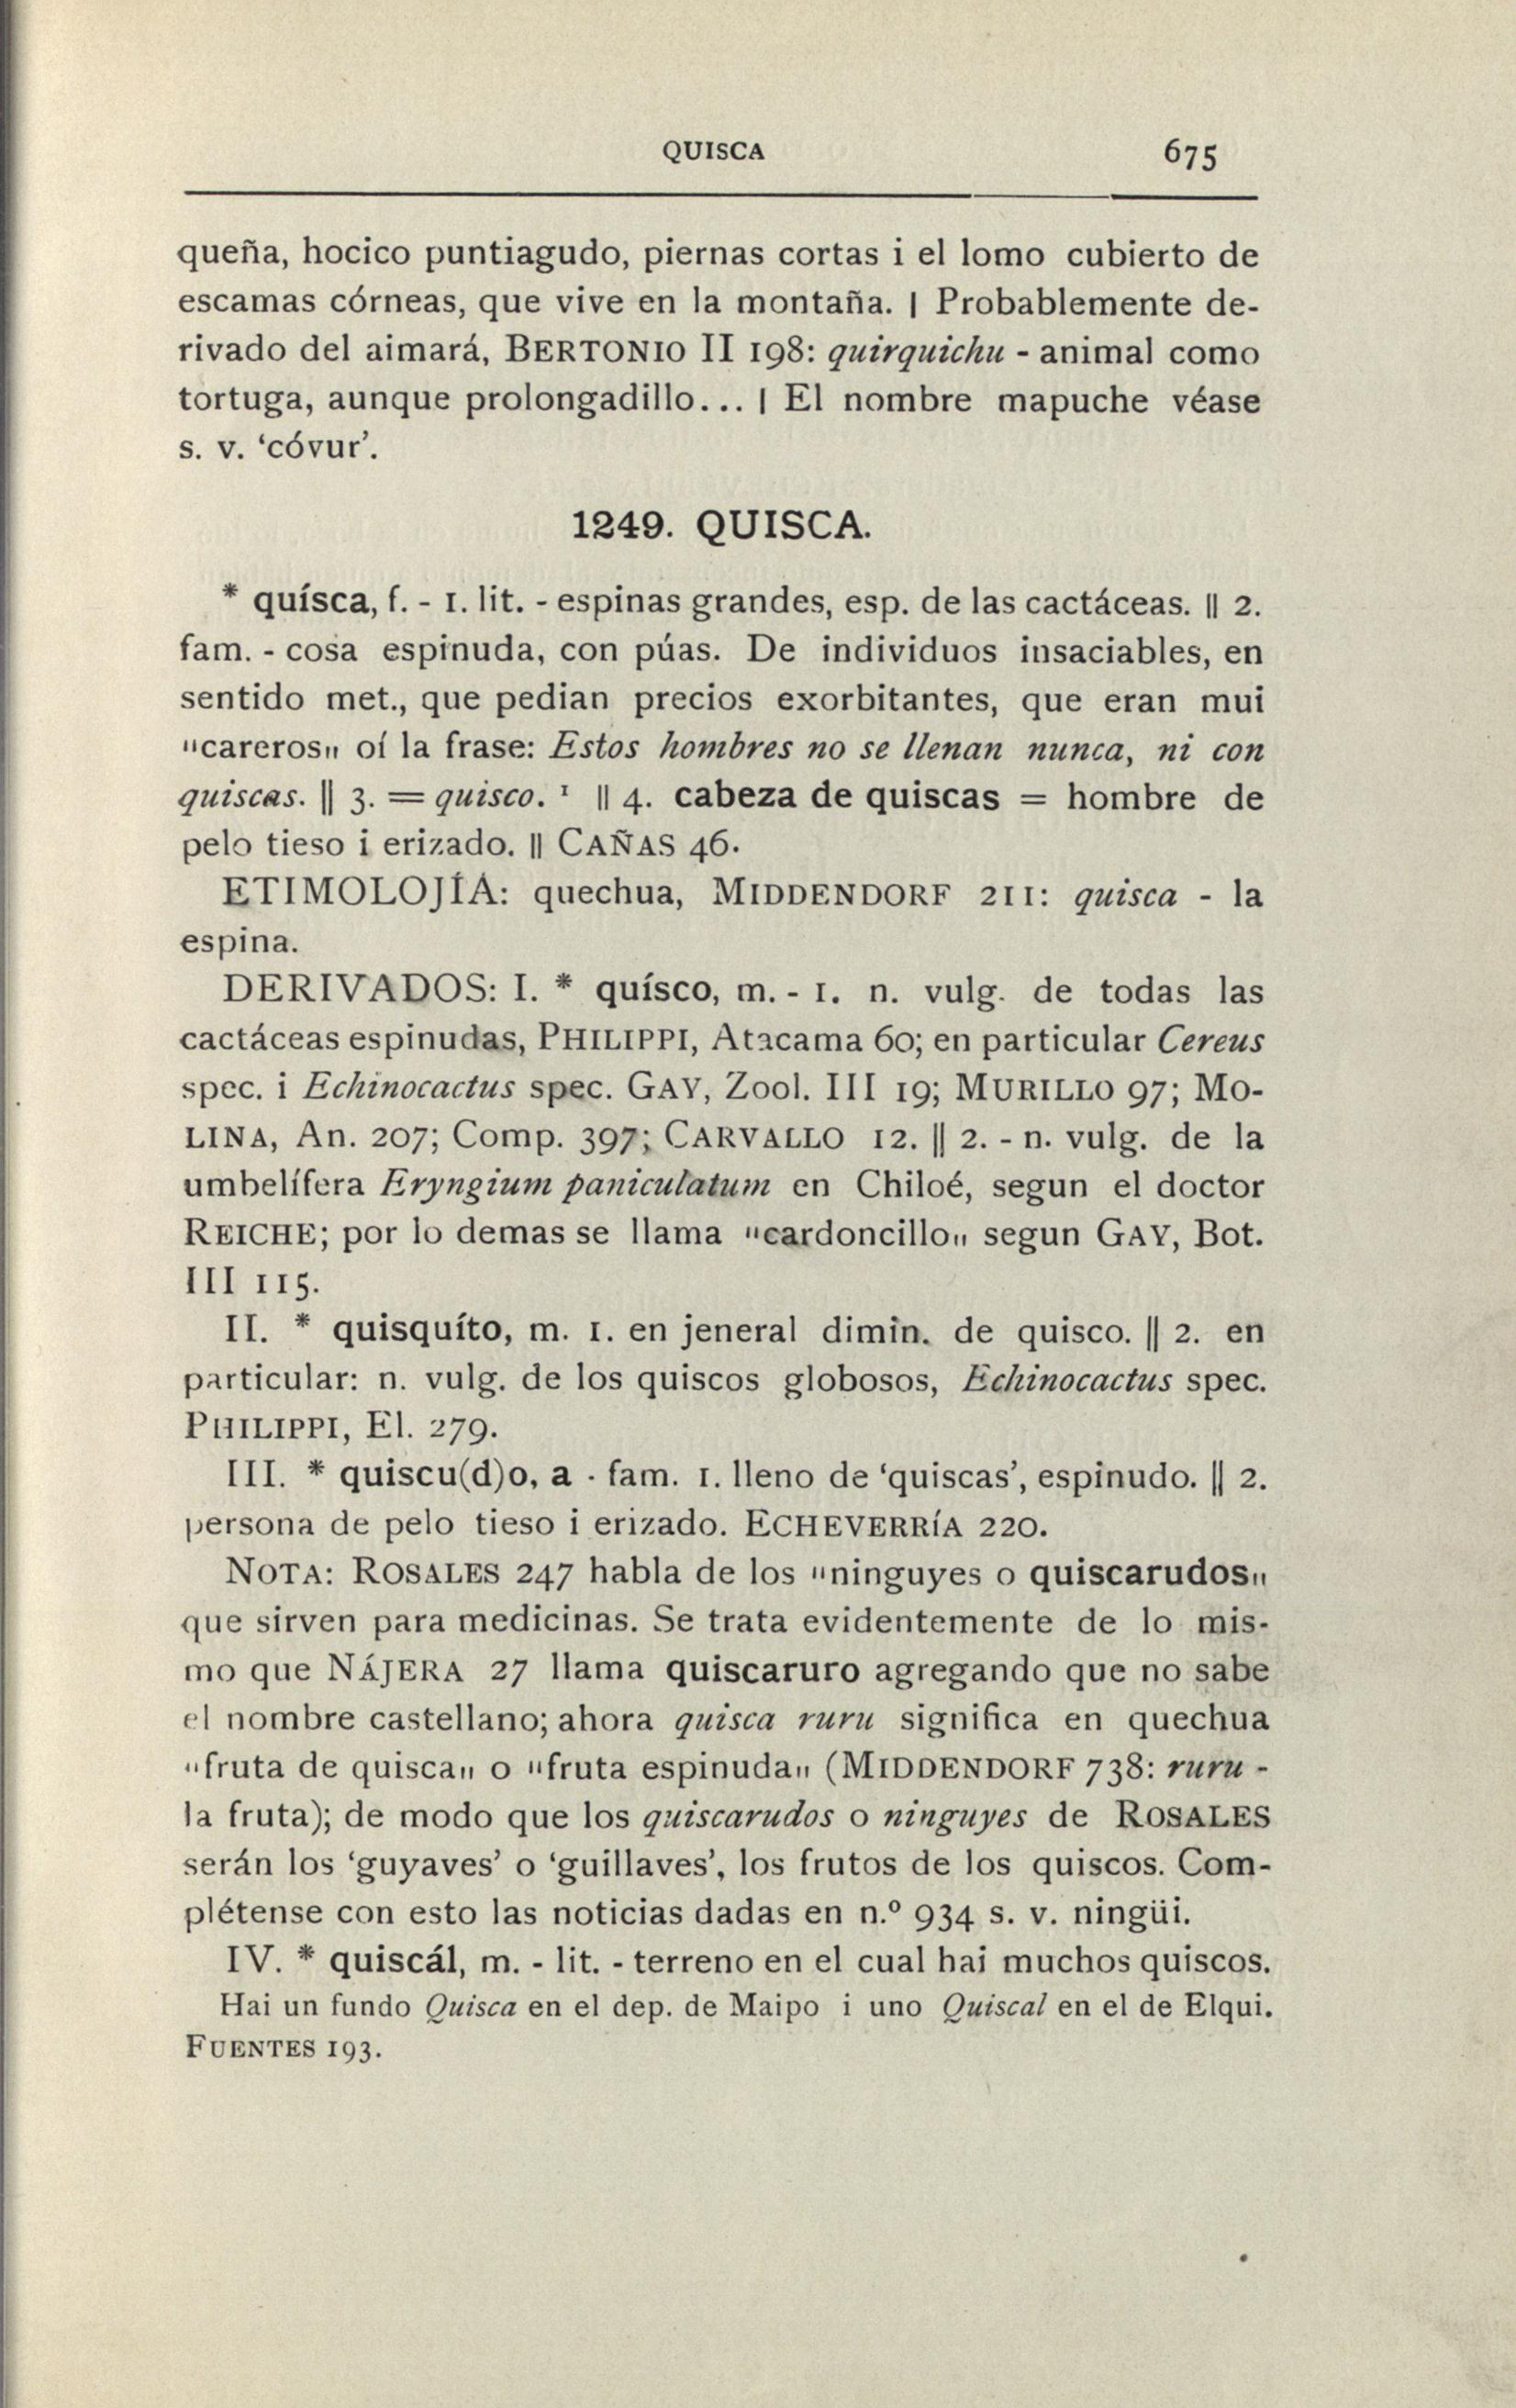 QUISCA 675
queña, hocico puntiagudo, piernas cortas i el lomo cubierto de
escamas córneas, que vive en la montaña. | Probablemente de-
rivado del aimará, BERTONIO II 198: quirquichu - animal como
tortuga, aunque prolongadillo... | El nombre mapuche véase
s. v. ‘cóvur’.
1249. QUISCA.
* quísca, f. - 1. lit. - espinas grandes, esp. de las cactáceas. || 2.
fam. - cosa espinuda, con púas. De individuos insaciables, en
sentido met., que pedian precios exorbitantes, que eran mui
"careros" oí la frase: Estos hombres no se llenan nunca, ni con
quiscas. || 3. = quisco. ¹ || 4. cabeza de quiscas = hombre de
pelo tieso i erizado. || CAÑAS 46.
ETIMOLOJÍA: quechua, MIDDENDORF 211: quisca - la
espina.
DERIVADOS: I. * quísco, m. - 1. n. vulg. de todas las
cactáceas espinudas, PHILIPPI, Atacama 60; en particular Cereus
spec. i Echinocactus spec. GAY, Zool. III 19; MURILLO 97; MO-
LINA, An. 207; Comp. 397; CARVALLO 12. || 2. - n. vulg. de la
umbelífera Eryngium paniculatum en Chiloé, segun el doctor
REICHE; por lo demas se llama "cardoncillo" segun GAY, Bot.
III 115.
II. * quisquíto, m. 1. en jeneral dimin. de quisco. || 2. en
particular: n. vulg. de los quiscos globosos, Echinocactus spec.
PHILIPPI, El. 279.
III. * quiscu(d)o, a - fam. 1. lleno de ‘quiscas’, espinudo. || 2.
persona de pelo tieso i erizado. ECHEVERRÍA 220.
NOTA: ROSALES 247 habla de los "ninguyes o quiscarudos"
que sirven para medicinas. Se trata evidentemente de lo mis-
mo que NÁJERA 27 llama quiscaruro agregando que no sabe
el nombre castellano; ahora quisca ruru significa en quechua
"fruta de quisca" o "fruta espinuda" (MIDDENDORF 738: ruru -
la fruta); de modo que los quiscarudos o ninguyes de ROSALES
serán los ‘guyaves’ o ‘guillaves’, los frutos de los quiscos. Com-
plétense con esto las noticias dadas en n.º 934 s. v. ningüi.
IV. * quiscál, m. - lit. - terreno en el cual hai muchos quiscos.
Hai un fundo Quisca en el dep. de Maipo i uno Quiscal en el de Elqui.
FUENTES 193.